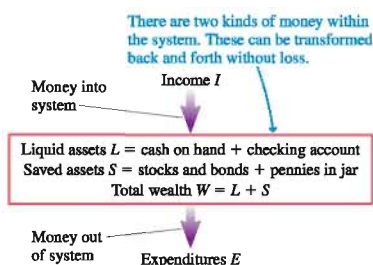 There are two kinds of money within
the system. These can be transformed
back and forth without loss.
Money into
system
Income I
Liquid assets L = cash on hand + checking account
Saved assets S = stocks and bonds + pennies in jar
Total wealth W = L + S
Money out
of system
Expenditures E